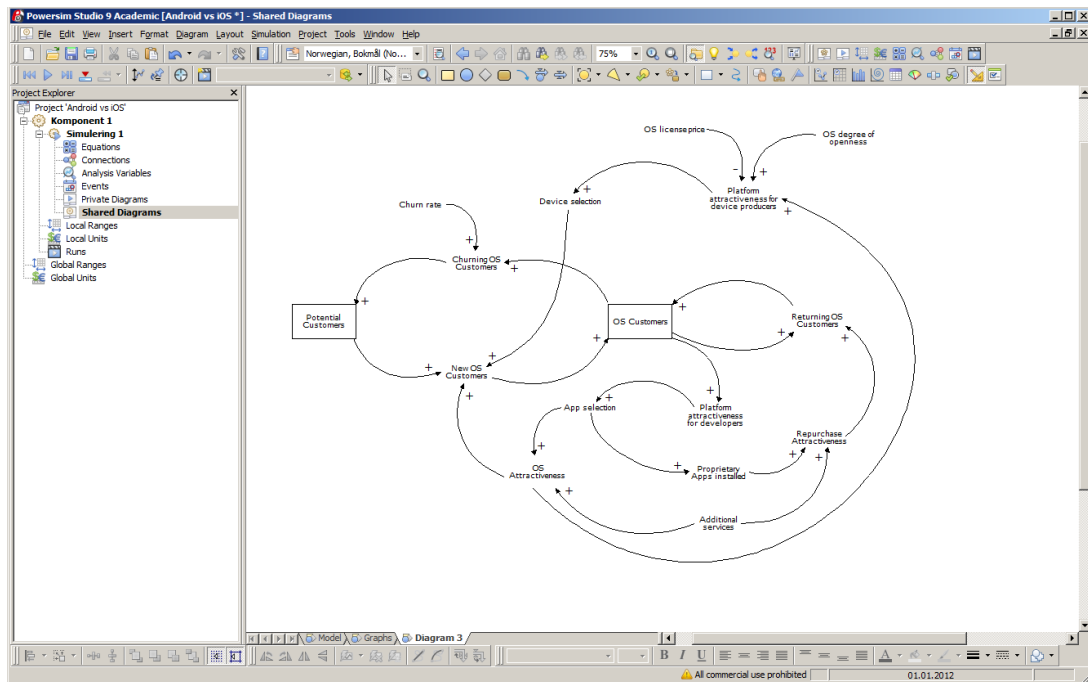 Powersim Studio 9 Academic [Android vs iOS *] - Shared Diagrams
File Edit View Insert Format Diagram Layout Simulation Project Tools Window Help
Norwegian, Bokmål (No...
75%
Project Explorer
Project 'Android vs iOS'
Komponent 1
Simulering 1
Equations
Connections
Analysis Variables
Events
Private Diagrams
Shared Diagrams
Local Ranges
Local Units
Runs
Global Ranges
Global Units
OS license price
OS degree of
openness
-
+
Platform
attractiveness for
device producers
+
+
Device selection
Churn rate
+
Churning OS
Customers
+
+
Potential
Customers
+
OS Customers
+
Returning OS
Customers
+
+
+
+
New OS
Customers
+
+
+
App selection
+
Platform
attractiveness
for developers
+
Repurchase
Attractiveness
+
+
OS
Attractiveness
+
+
Proprietary
Apps installed
+
Additional
services
Model Graphs Diagram 3
B I U
A
All commercial use prohibited
01.01.2012